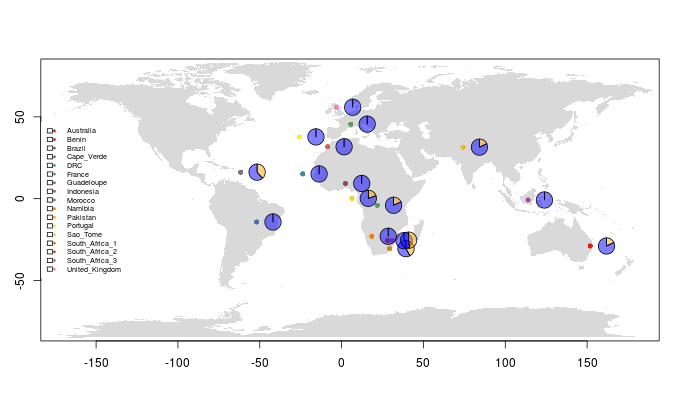 50
0
-50
Australia
Benin
Brazil
Cape_Verde
DRC
France
Guadeloupe
Indonesia
Morocco
Namibia
Pakistan
Portugal
Sao_Tome
South_Africa_1
South_Africa_2
South_Africa_3
United_Kingdom
-150 -100 -50 0 50 100 150